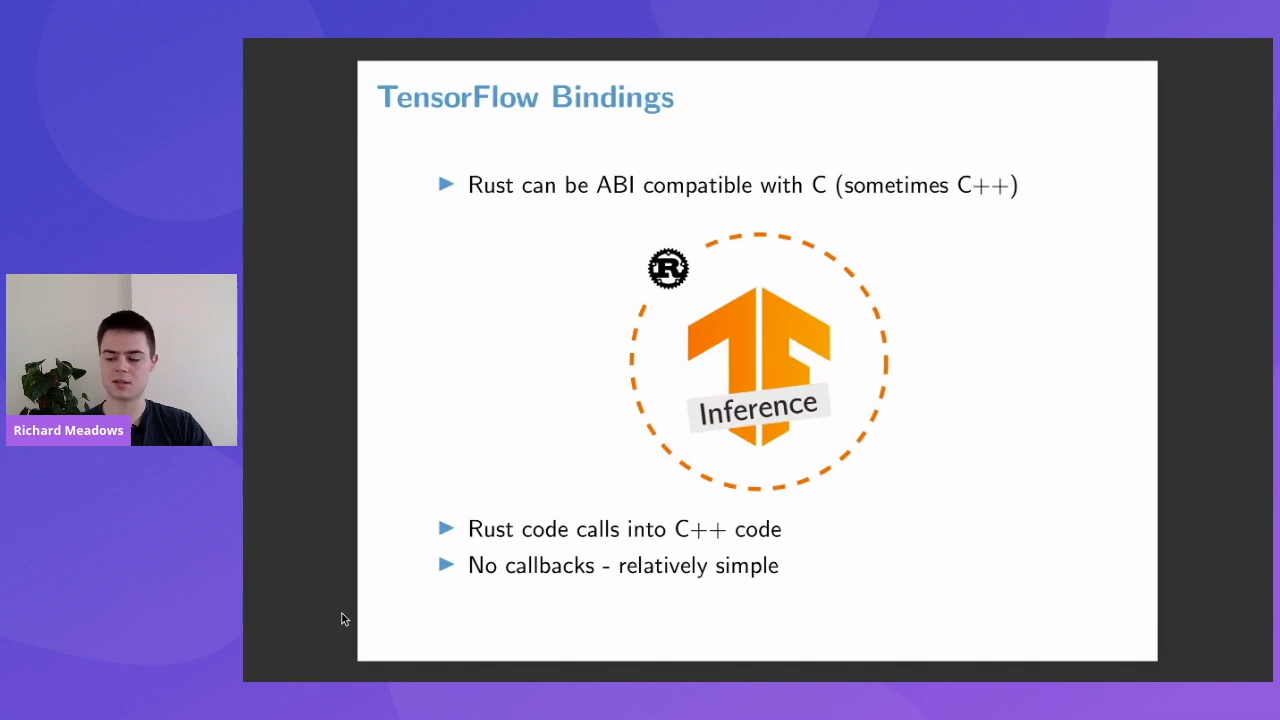 TensorFlow Bindings
Rust can be ABI compatible with C (sometimes C++)
R
Inference
Rust code calls into C++ code
No callbacks - relatively simple
Richard Meadows